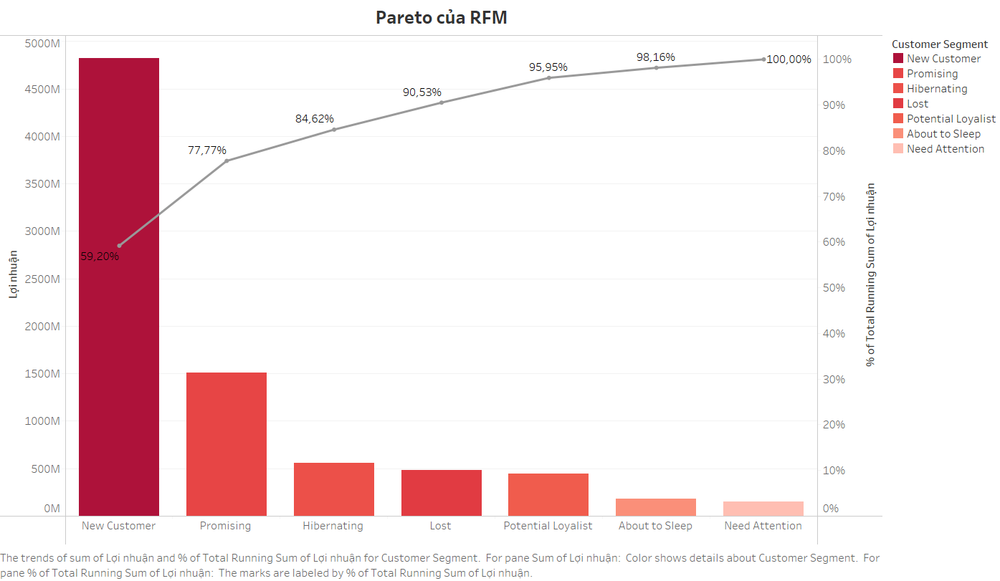 Pareto của RFM
5000M
4500M
4000M
3500M
3000M
2500M
2000M
1500M
1000M
500M
0M
Lợi nhuận
59,20%
77,77%
84,62%
90,53%
95,95%
98,16%
100,00%
100%
90%
80%
70%
60%
50%
40%
30%
20%
10%
0%
% of Total Running Sum of Lợi nhuận
New Customer
Promising
Hibernating
Lost
Potential Loyalist
About to Sleep
Need Attention
Customer Segment
New Customer
Promising
Hibernating
Lost
Potential Loyalist
About to Sleep
Need Attention
The trends of sum of Lợi nhuận and % of Total Running Sum of Lợi nhuận for Customer Segment. For pane Sum of Lợi nhuận: Color shows details about Customer Segment. For
pane % of Total Running Sum of Lợi nhuận: The marks are labeled by % of Total Running Sum of Lợi nhuận.